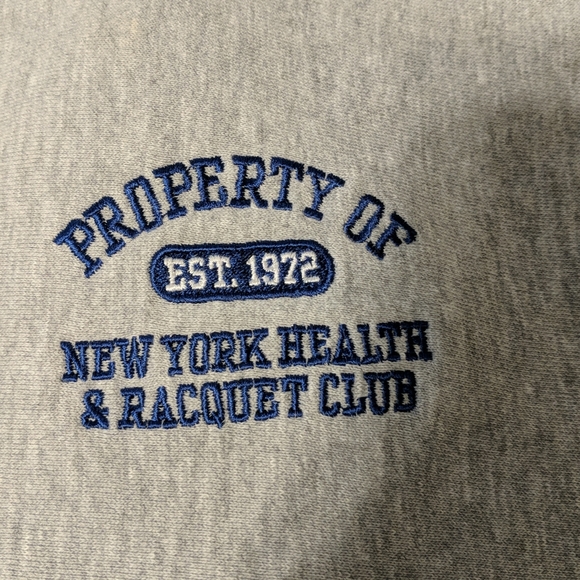 PROPERTY OF
EST. 1972
NEW YORK HEALTH
& RACQUET CLUB